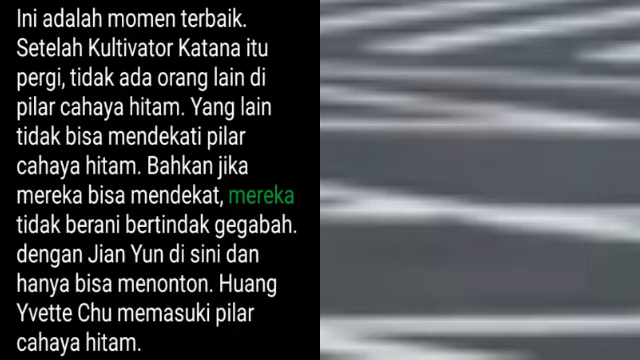 Ini adalah momen terbaik.
Setelah Kultivator Katana itu
pergi, tidak ada orang lain di
pilar cahaya hitam. Yang lain
tidak bisa mendekati pilar
cahaya hitam. Bahkan jika
mereka bisa mendekat, mereka
tidak berani bertindak gegabah.
dengan Jian Yun di sini dan
hanya bisa menonton. Huang
Yvette Chu memasuki pilar
cahaya hitam.